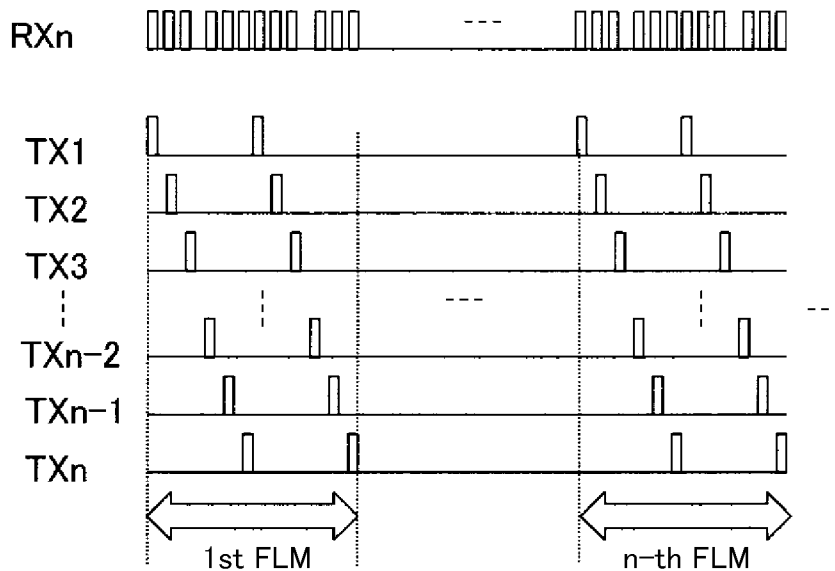 RXn
TX1
TX2
TX3
TXn-2
TXn-1
TXn
1st FLM
n-th FLM